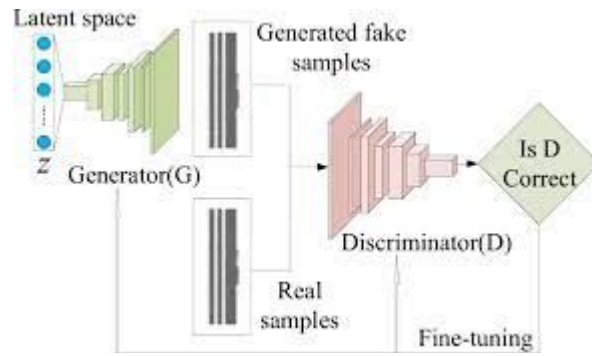 Latent space
z
Generator(G)
Generated fake
samples
Real
samples
Discriminator(D)
Is D
Correct
Fine-tuning